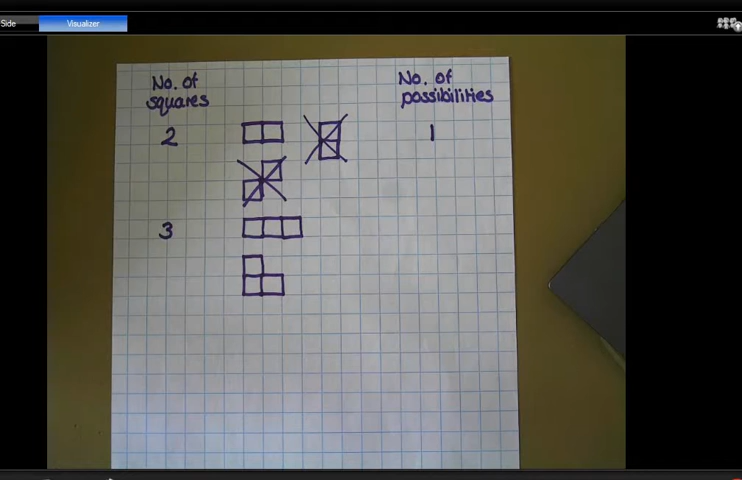 Side
Visualizer
No. of
squares
No. of
possibilities
2
1
3